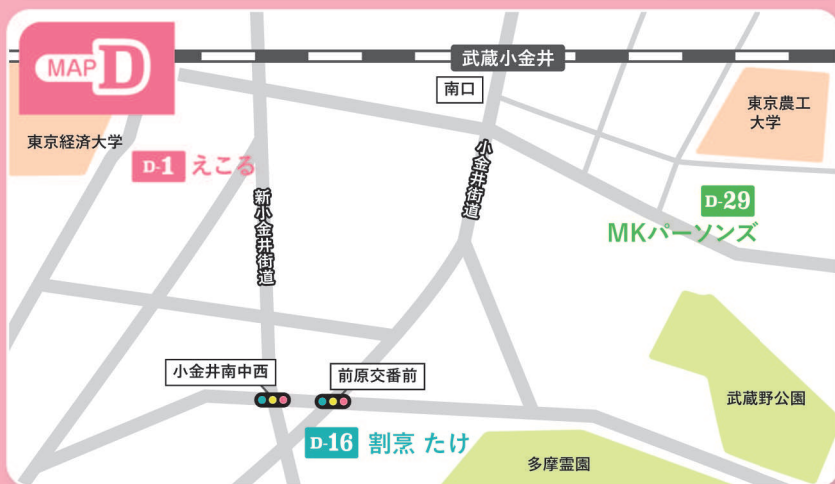 MAP D
武蔵小金井
南口
東京農工
大学
東京経済大学
D-1 えこる
小金井街道
新小金井街道
D-29
MKパーソンズ
小金井南中西
前原交番前
武蔵野公園
D-16 割烹 たけ
多摩霊園